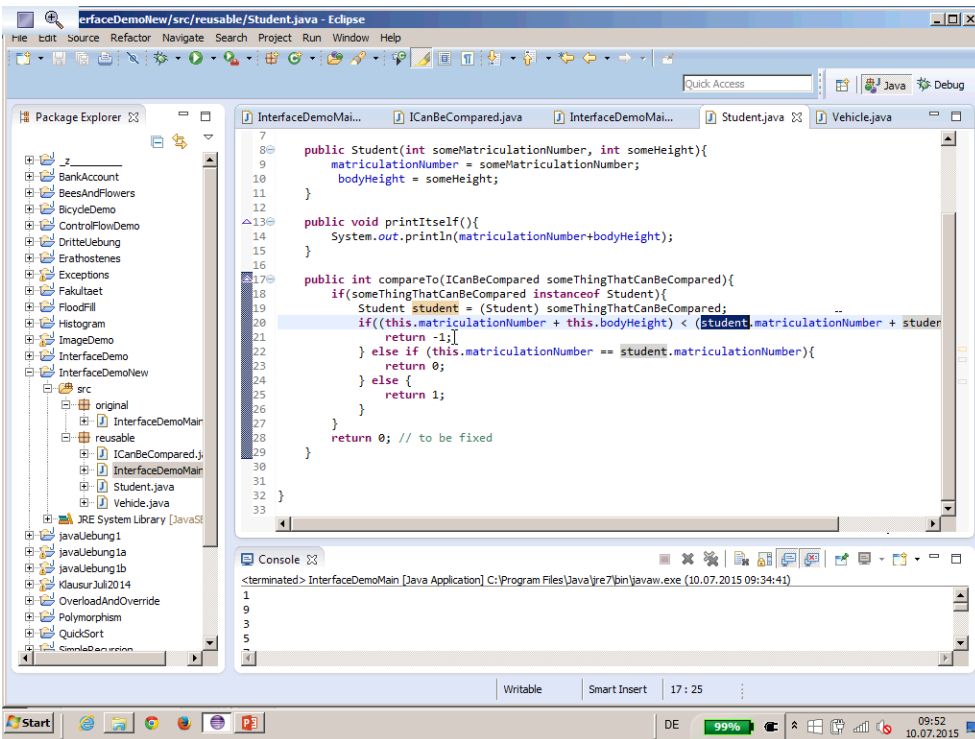 erfaceDemoNew/src/reusable/Student.java - Eclipse
File Edit Source Refactor Navigate Search Project Run Window Help
Quick Access
Java
Debug
Package Explorer
_z_________
BankAccount
BeesAndFlowers
BicycleDemo
ControlFlowDemo
DritteUebung
Erathostenes
Exceptions
Fakultaet
FloodFill
Histogram
ImageDemo
InterfaceDemo
InterfaceDemoNew
src
original
InterfaceDemoMain
reusable
ICanBeCompared.j
InterfaceDemoMain
Student.java
Vehicle.java
JRE System Library [JavaSE
javaUebung1
javaUebung1a
javaUebung1b
KlausurJuli2014
OverloadAndOverride
Polymorphism
QuickSort
SimpleRecursion
InterfaceDemoMai...
ICanBeCompared.java
InterfaceDemoMai...
Student.java
Vehicle.java
7
8 public Student(int someMatriculationNumber, int someHeight){
9 matriculationNumber = someMatriculationNumber;
10 bodyHeight = someHeight;
11 }
12
13 public void printItself(){
14 System.out.println(matriculationNumber+bodyHeight);
15 }
16
17 public int compareTo(ICanBeCompared someThingThatCanBeCompared){
18 if(someThingThatCanBeCompared instanceof Student){
19 Student student = (Student) someThingThatCanBeCompared;
20 if((this.matriculationNumber + this.bodyHeight) < (student.matriculationNumber + studen
21 return -1;
22 } else if (this.matriculationNumber == student.matriculationNumber){
23 return 0;
24 } else {
25 return 1;
26 }
27 }
28 return 0; // to be fixed
29 }
30
31
32 }
33
Console
<terminated> InterfaceDemoMain [Java Application] C:\Program Files\Java\jre7\bin\javaw.exe (10.07.2015 09:34:41)
1
9
3
5
Writable
Smart Insert
17 : 25
Start
DE
99%
09:52
10.07.2015